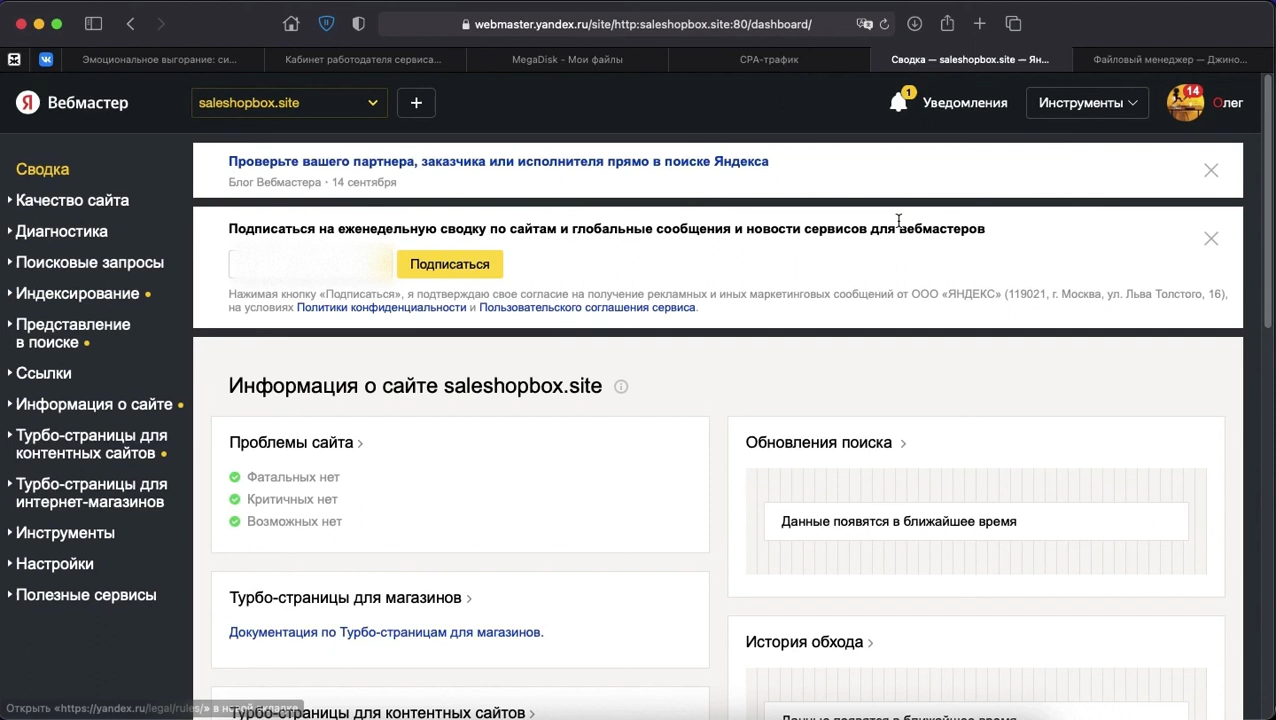 webmaster.yandex.ru/site/http:saleshopbox.site:80/dashboard/
Эмоциональное выгорание: си...
Кабинет работодателя сервиса...
MegaDisk - Мои файлы
CPA-трафик
Сводка — saleshopbox.site — Ян...
Файловый менеджер — Джино...
Я Вебмастер
saleshopbox.site
+
1
Уведомления
Инструменты
14
Олег
Сводка
Качество сайта
Диагностика
Поисковые запросы
Индексирование
Представление
в поиске
Ссылки
Информация о сайте
Турбо-страницы для
контентных сайтов
Турбо-страницы для
интернет-магазинов
Инструменты
Настройки
Полезные сервисы
Проверьте вашего партнера, заказчика или исполнителя прямо в поиске Яндекса
Блог Вебмастера · 14 сентября
Подписаться на еженедельную сводку по сайтам и глобальные сообщения и новости сервисов для вебмастеров
Подписаться
Нажимая кнопку «Подписаться», я подтверждаю свое согласие на получение рекламных и иных маркетинговых сообщений от ООО «ЯНДЕКС» (119021, г. Москва, ул. Льва Толстого, 16),
на условиях Политики конфиденциальности и Пользовательского соглашения сервиса.
Информация о сайте saleshopbox.site
Проблемы сайта
Фатальных нет
Критичных нет
Возможных нет
Турбо-страницы для магазинов
Документация по Турбо-страницам для магазинов.
Турбо-страницы для контентных сайтов
Обновления поиска
Данные появятся в ближайшее время
История обхода
Данные появятся в ближайшее время
Открыть «https://yandex.ru/legal/rules/» в новой вкладке